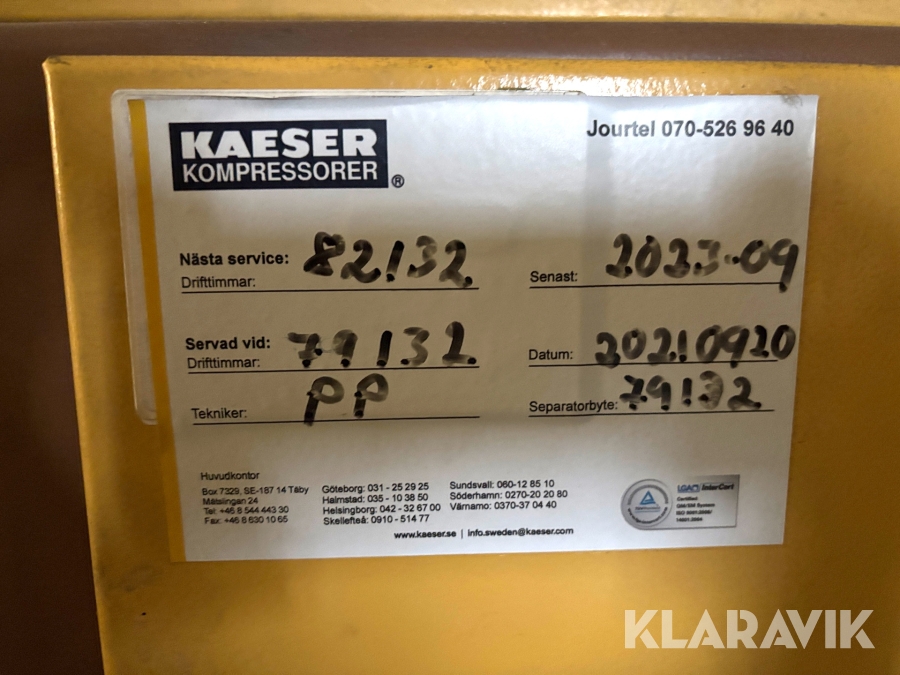 KAESER
KOMPRESSORER ®
Jourtel 070-526 96 40
Nästa service: 82132
Drifttimmar:
Senast: 2023-09
Servad vid: 79132
Drifttimmar:
Datum: 20210920
Tekniker: PP
Separatorbyte: 79132
Huvudkontor
Box 7329, SE-187 14 Täby
Mätslingan 24
Tel: +46 8 544 443 30
Fax: +46 8 630 10 65
Göteborg: 031 - 25 29 25
Halmstad: 035 - 10 38 50
Helsingborg: 042 - 32 67 00
Skellefteå: 0910 - 514 77
Sundsvall: 060-12 85 10
Söderhamn: 0270-20 20 80
Värnamo: 0370-37 04 40
www.kaeser.se | info.sweden@kaeser.com
LGAD InterCert
Certified
KLARAVIK